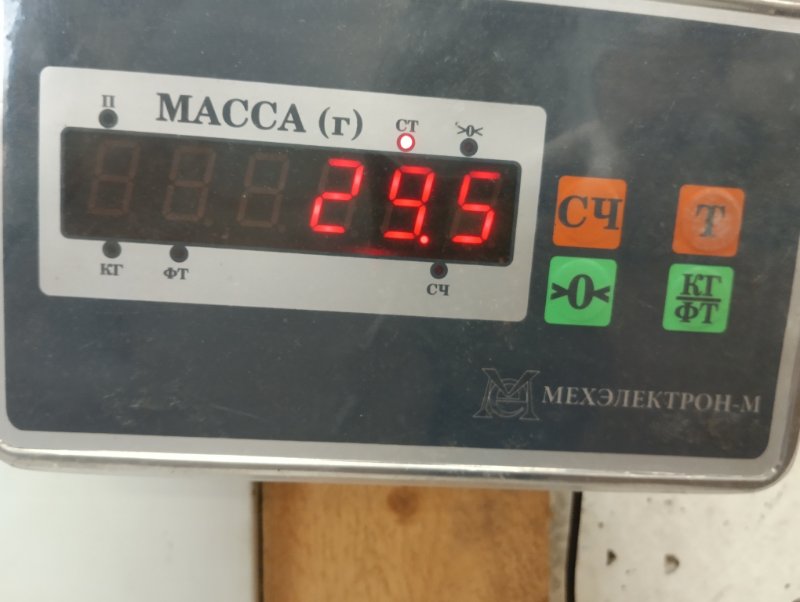 П
МАССА (г)
СТ
>0<
29.5
КГ
ФТ
СЧ
СЧ
Т
>0<
КГ
ФТ
МЕХЭЛЕКТРОН-М